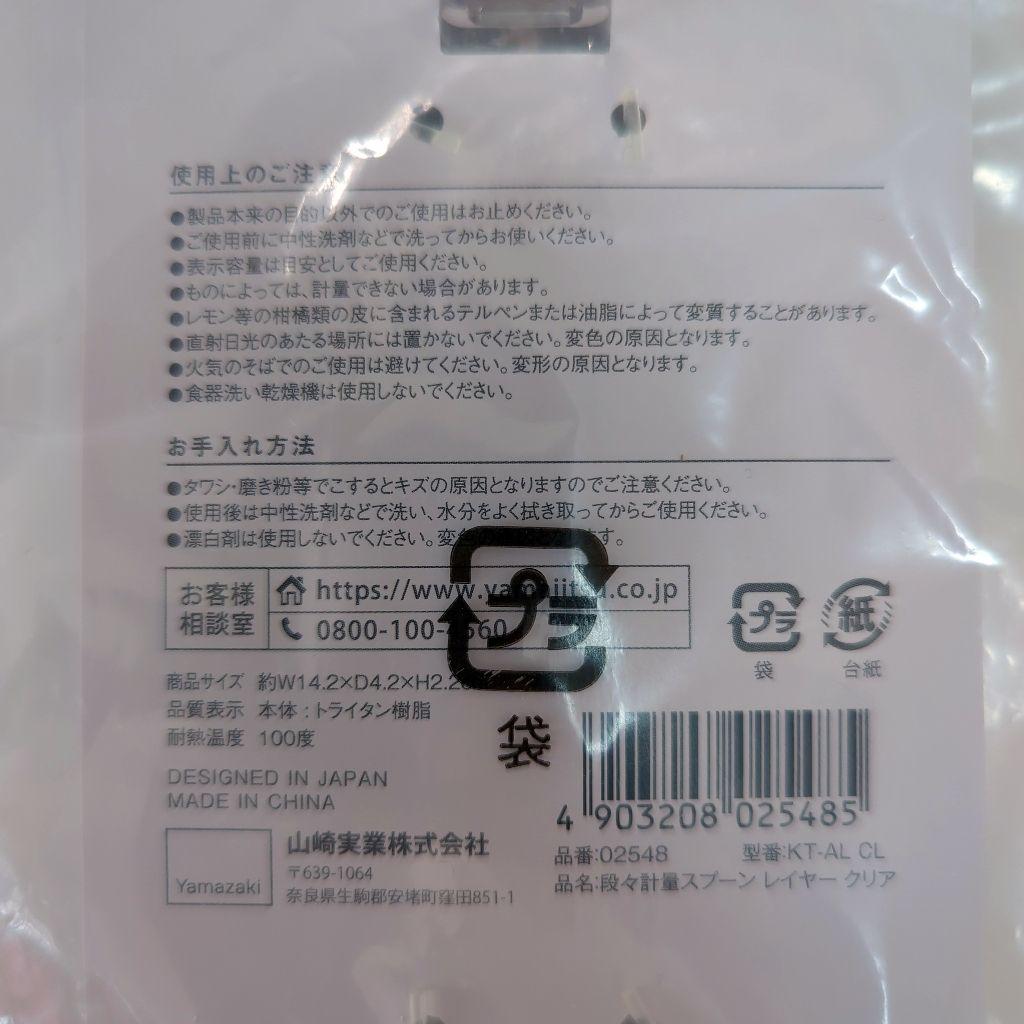 使用上のご注意
●製品本来の目的以外でのご使用はお止めください。
●ご使用前に中性洗剤などで洗ってからお使いください。
●表示容量は目安としてご使用ください。
●ものによっては、計量できない場合があります。
●レモン等の柑橘類の皮に含まれるテルペンまたは油脂によって変質することがあります。
●直射日光のあたる場所には置かないでください。変色の原因となります。
●火気のそばでのご使用は避けてください。変形の原因となります。
●食器洗い乾燥機は使用しないでください。
お手入れ方法
●タワシ・磨き粉等でこするとキズの原因となりますのでご注意ください。
●使用後は中性洗剤などで洗い、水分をよく拭き取ってからご使用ください。
●漂白剤は使用しないでください。
お客様
相談室
https://www.yamajitsu.co.jp
0800-100-
プラ
袋
プラ
袋
紙
台紙
商品サイズ 約W14.2×D4.2×
品質表示 本体：トライタン樹脂
耐熱温度 100度
DESIGNED IN JAPAN
MADE IN CHINA
Yamazaki
山崎実業株式会社
〒639-1064
奈良県生駒郡安堵町窪田851-1
4 903208 025485
品番:02548 型番:KT-AL CL
品名:段々計量スプーン レイヤー クリア